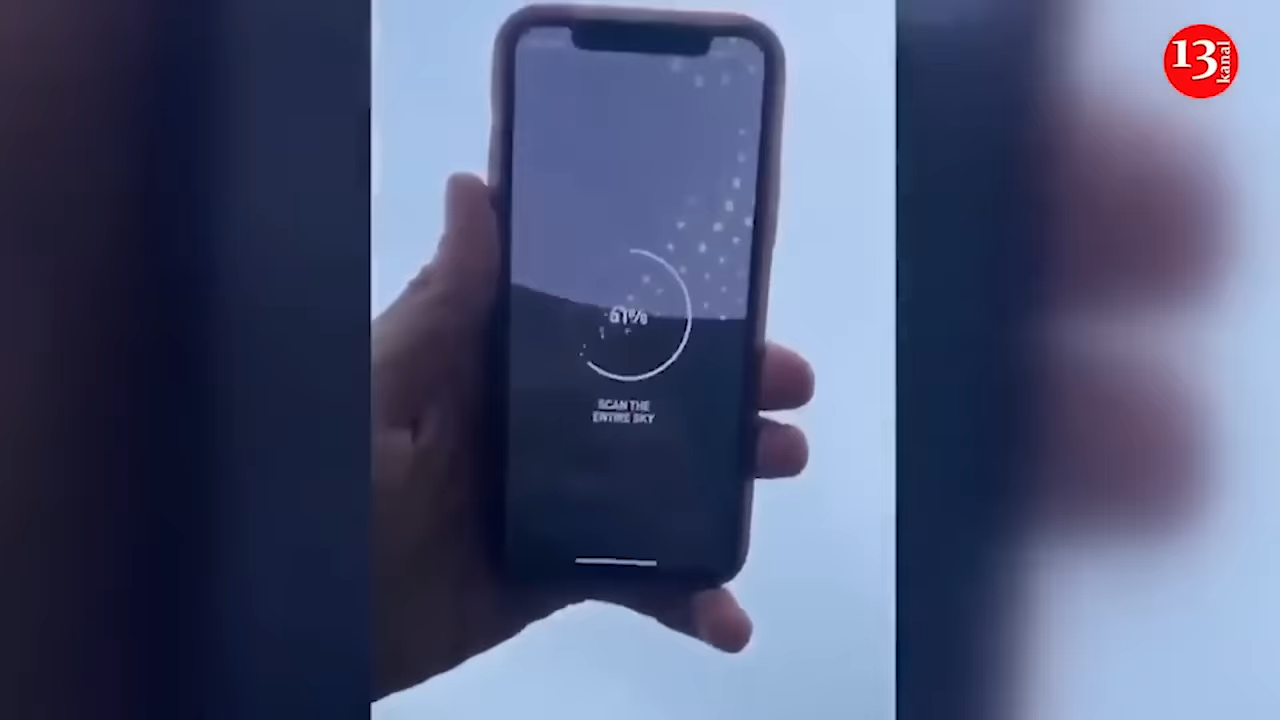 13
kanal
61%
SCAN THE
ENTIRE SKY